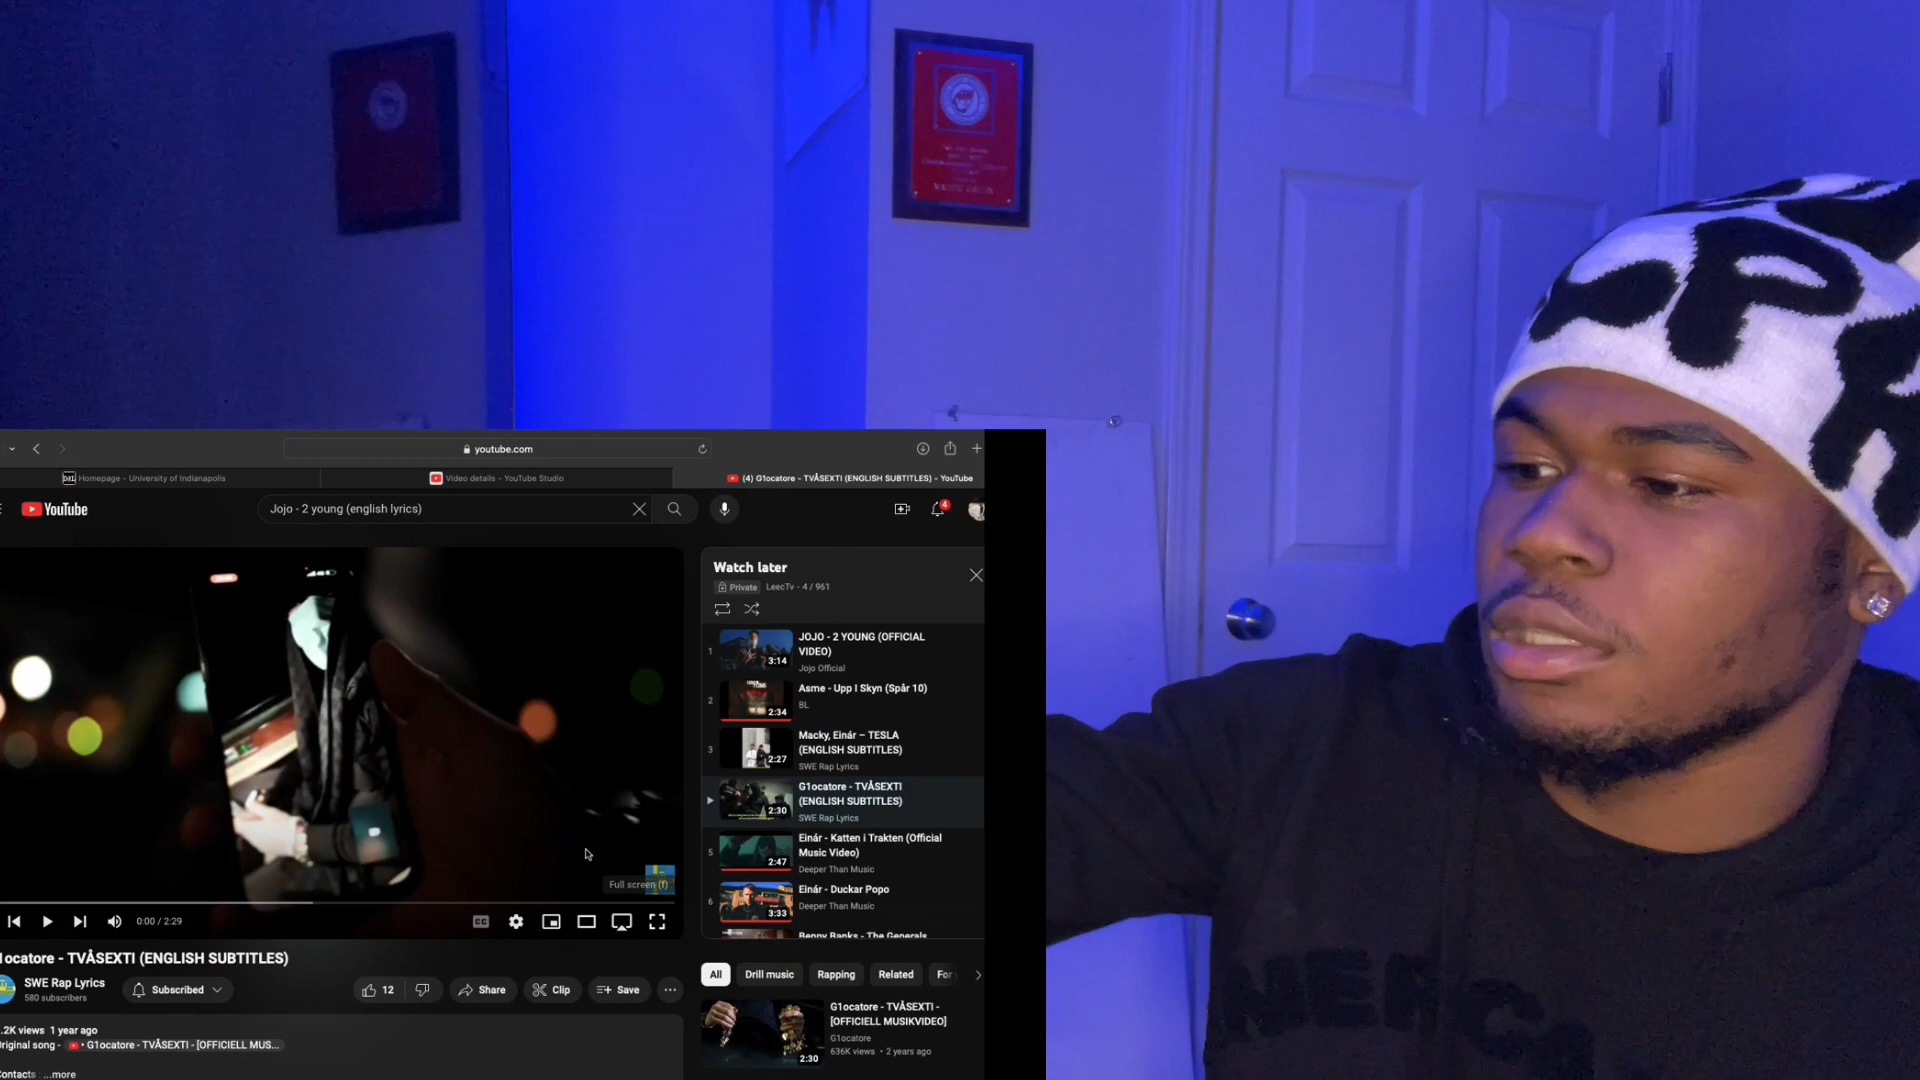 youtube.com
Homepage - University of Indianapolis
Video details - YouTube Studio
(4) G1ocatore - TVÅSEXTI (ENGLISH SUBTITLES) - YouTube
YouTube
Jojo - 2 young (english lyrics)
4
Watch later
Private LeecTv - 4 / 961
1
JOJO - 2 YOUNG (OFFICIAL
VIDEO)
Jojo Official
3:14
2
Asme - Upp I Skyn (Spår 10)
BL
2:34
3
Macky, Einár – TESLA
(ENGLISH SUBTITLES)
SWE Rap Lyrics
2:27
G1ocatore - TVÅSEXTI
(ENGLISH SUBTITLES)
SWE Rap Lyrics
2:30
5
Einár - Katten i Trakten (Official
Music Video)
Deeper Than Music
2:47
6
Einár - Duckar Popo
Deeper Than Music
3:33
Benny Banks - The Generals
Full screen (f)
0:00 / 2:29
CC
1ocatore - TVÅSEXTI (ENGLISH SUBTITLES)
SWE Rap Lyrics
580 subscribers
Subscribed
12
Share
Clip
Save
.2K views 1 year ago
riginal song - • G1ocatore - TVÅSEXTI - [OFFICIELL MUS...
Contacts ...more
All
Drill music
Rapping
Related
For
G1ocatore - TVÅSEXTI -
[OFFICIELL MUSIKVIDEO]
G1ocatore
636K views • 2 years ago
2:30